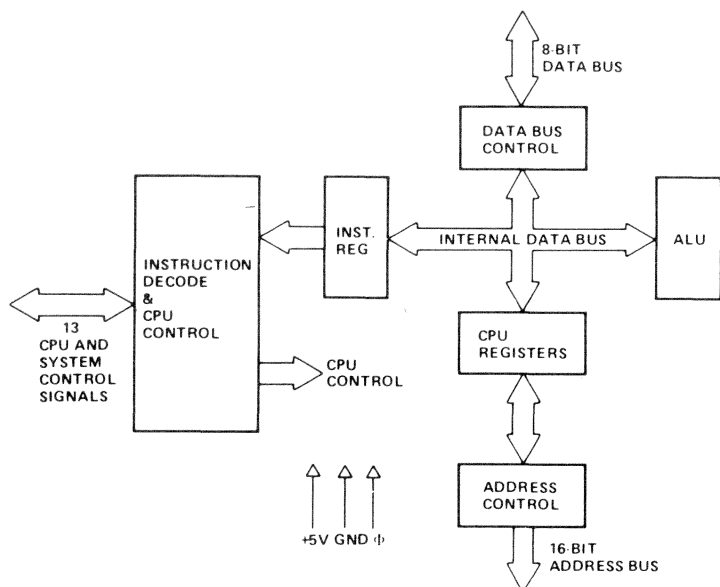 8-BIT
DATA BUS
DATA BUS
CONTROL
INST.
REG
INTERNAL DATA BUS
ALU
INSTRUCTION
DECODE
&
CPU
CONTROL
13
CPU AND
SYSTEM
CONTROL
SIGNALS
CPU
REGISTERS
CPU
CONTROL
ADDRESS
CONTROL
+5V GND Φ
16-BIT
ADDRESS BUS